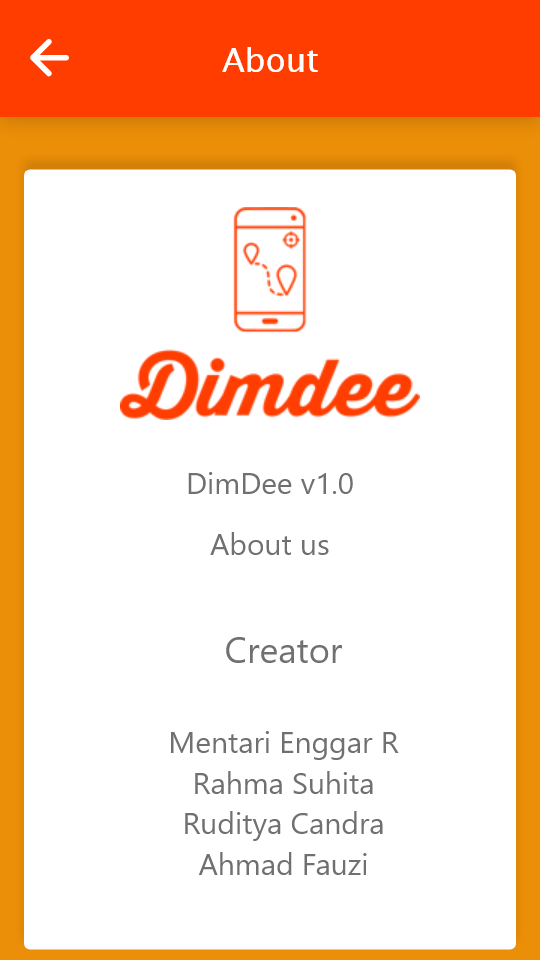 About
Dimdee
DimDee v1.0
About us
Creator
Mentari Enggar R
Rahma Suhita
Ruditya Candra
Ahmad Fauzi